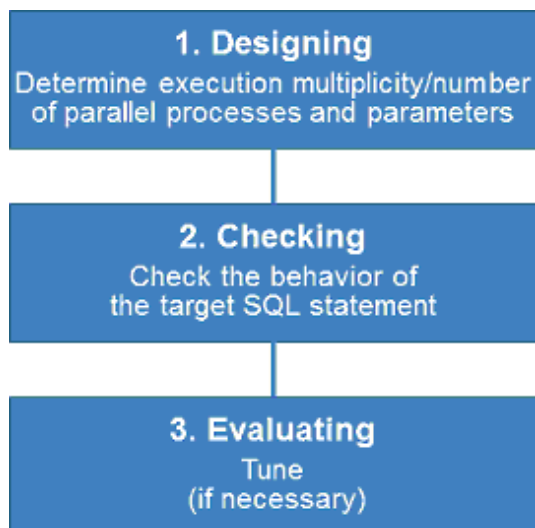 1. Designing
Determine execution multiplicity/number
of parallel processes and parameters
2. Checking
Check the behavior of
the target SQL statement
3. Evaluating
Tune
(if necessary)